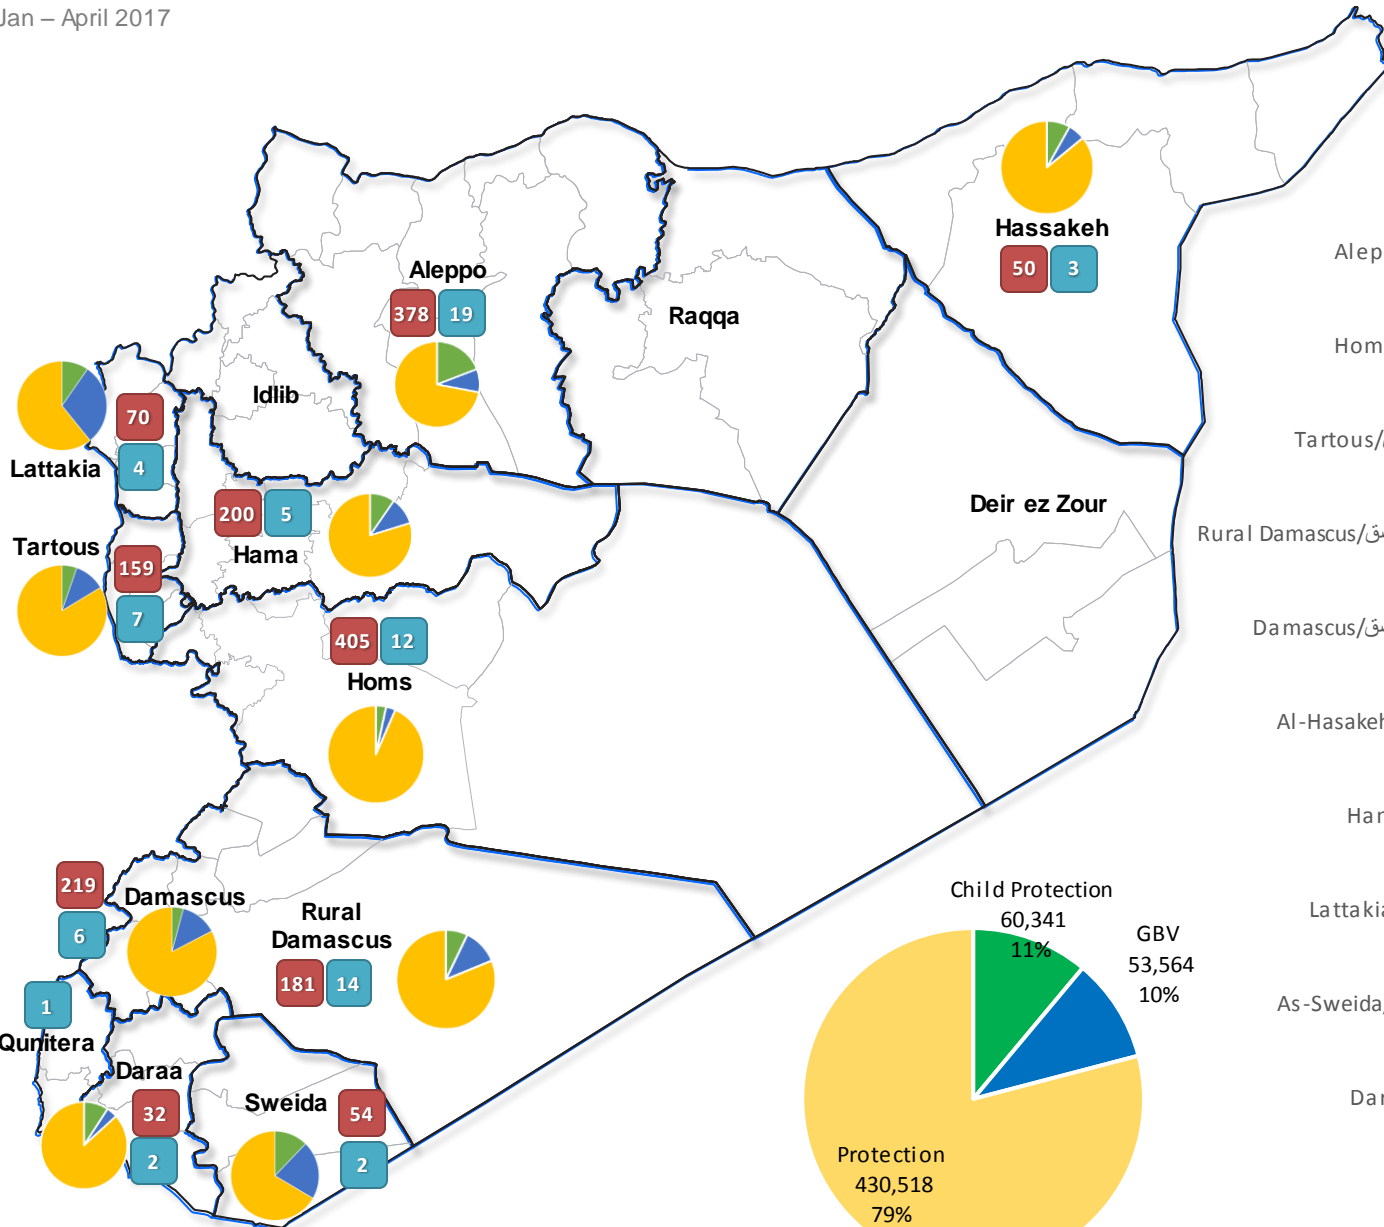 Jan – April 2017
Hassakeh
50 3
Aleppo
378 19
Raqqa
Idlib
70
4
Lattakia
200 5
Hama
Deir ez Zour
Tartous
159
7
405 12
Homs
219
6
Damascus
Rural
Damascus
181 14
1
Qunitera
Daraa
32
2
Sweida
54
2
Child Protection
60,341
11%
GBV
53,564
10%
Protection
430,518
79%
Alep
Hom
Tartous/
Rural Damascus/
Damascus/
Al-Hasakeh
Har
Lattakia
As-Sweida
Dar